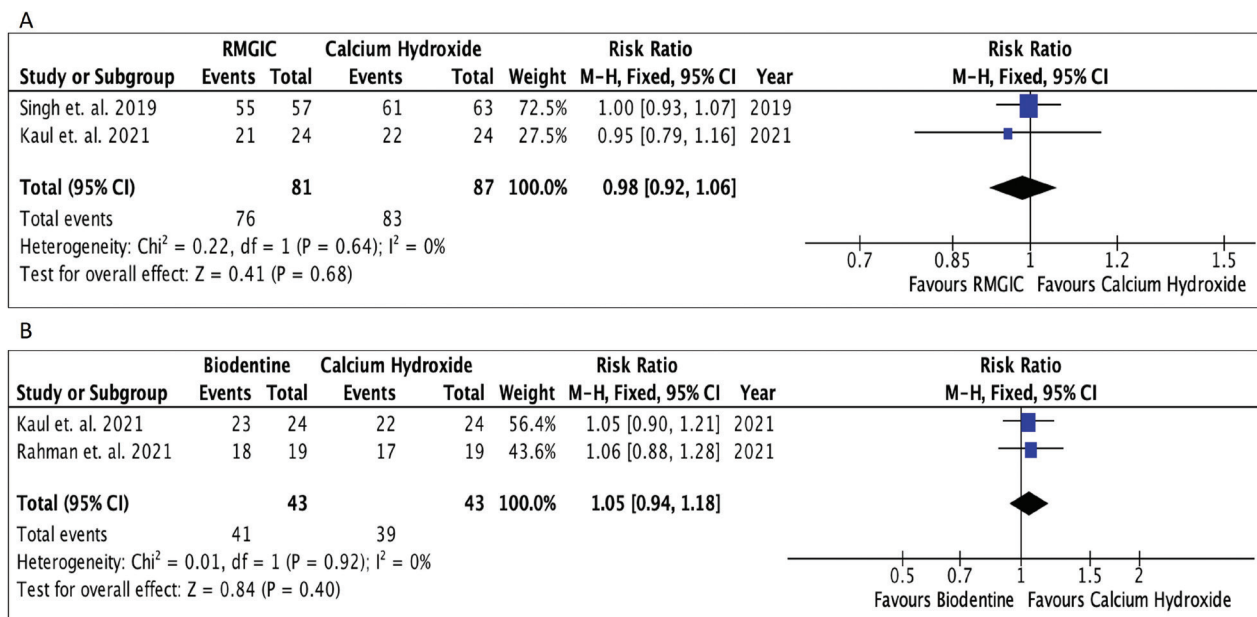 A
RMGIC Calcium Hydroxide Risk Ratio Risk Ratio
Study or Subgroup Events Total Events Total Weight M-H, Fixed, 95% CI Year M-H, Fixed, 95% CI
Singh et. al. 2019 55 57 61 63 72.5% 1.00 [0.93, 1.07] 2019
Kaul et. al. 2021 21 24 22 24 27.5% 0.95 [0.79, 1.16] 2021
Total (95% CI) 81 87 100.0% 0.98 [0.92, 1.06]
Total events 76 83
Heterogeneity: Chi² = 0.22, df = 1 (P = 0.64); I² = 0%
Test for overall effect: Z = 0.41 (P = 0.68)
0.7 0.85 1 1.2 1.5
Favours RMGIC Favours Calcium Hydroxide
B
Biodentine Calcium Hydroxide Risk Ratio Risk Ratio
Study or Subgroup Events Total Events Total Weight M-H, Fixed, 95% CI Year M-H, Fixed, 95% CI
Kaul et. al. 2021 23 24 22 24 56.4% 1.05 [0.90, 1.21] 2021
Rahman et. al. 2021 18 19 17 19 43.6% 1.06 [0.88, 1.28] 2021
Total (95% CI) 43 43 100.0% 1.05 [0.94, 1.18]
Total events 41 39
Heterogeneity: Chi² = 0.01, df = 1 (P = 0.92); I² = 0%
Test for overall effect: Z = 0.84 (P = 0.40)
0.5 0.7 1 1.5 2
Favours Biodentine Favours Calcium Hydroxide